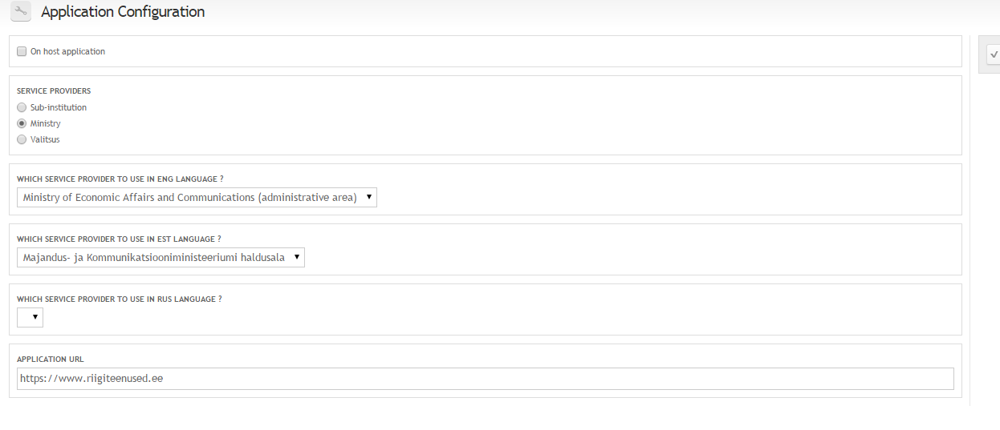 Application Configuration
On host application
SERVICE PROVIDERS
Sub-institution
Ministry
Valitsus
WHICH SERVICE PROVIDER TO USE IN ENG LANGUAGE ?
Ministry of Economic Affairs and Communications (administrative area)
WHICH SERVICE PROVIDER TO USE IN EST LANGUAGE ?
Majandus- ja Kommunikatsiooniministeeriumi haldusala
WHICH SERVICE PROVIDER TO USE IN RUS LANGUAGE ?
APPLICATION URL
https://www.riigiteenused.ee